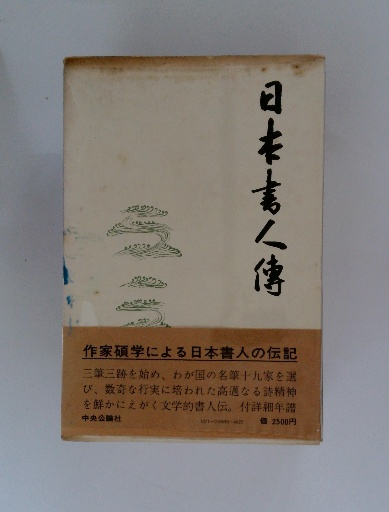 日本書人傳
作家碩学による日本書人の伝記
三筆三跡を始め、わが国の名筆十九家を選
び、数奇な行実に培われた高邁なる詩精神
を鮮かにえがく文学的書人伝。付詳細年譜
中央公論社
価 2500円